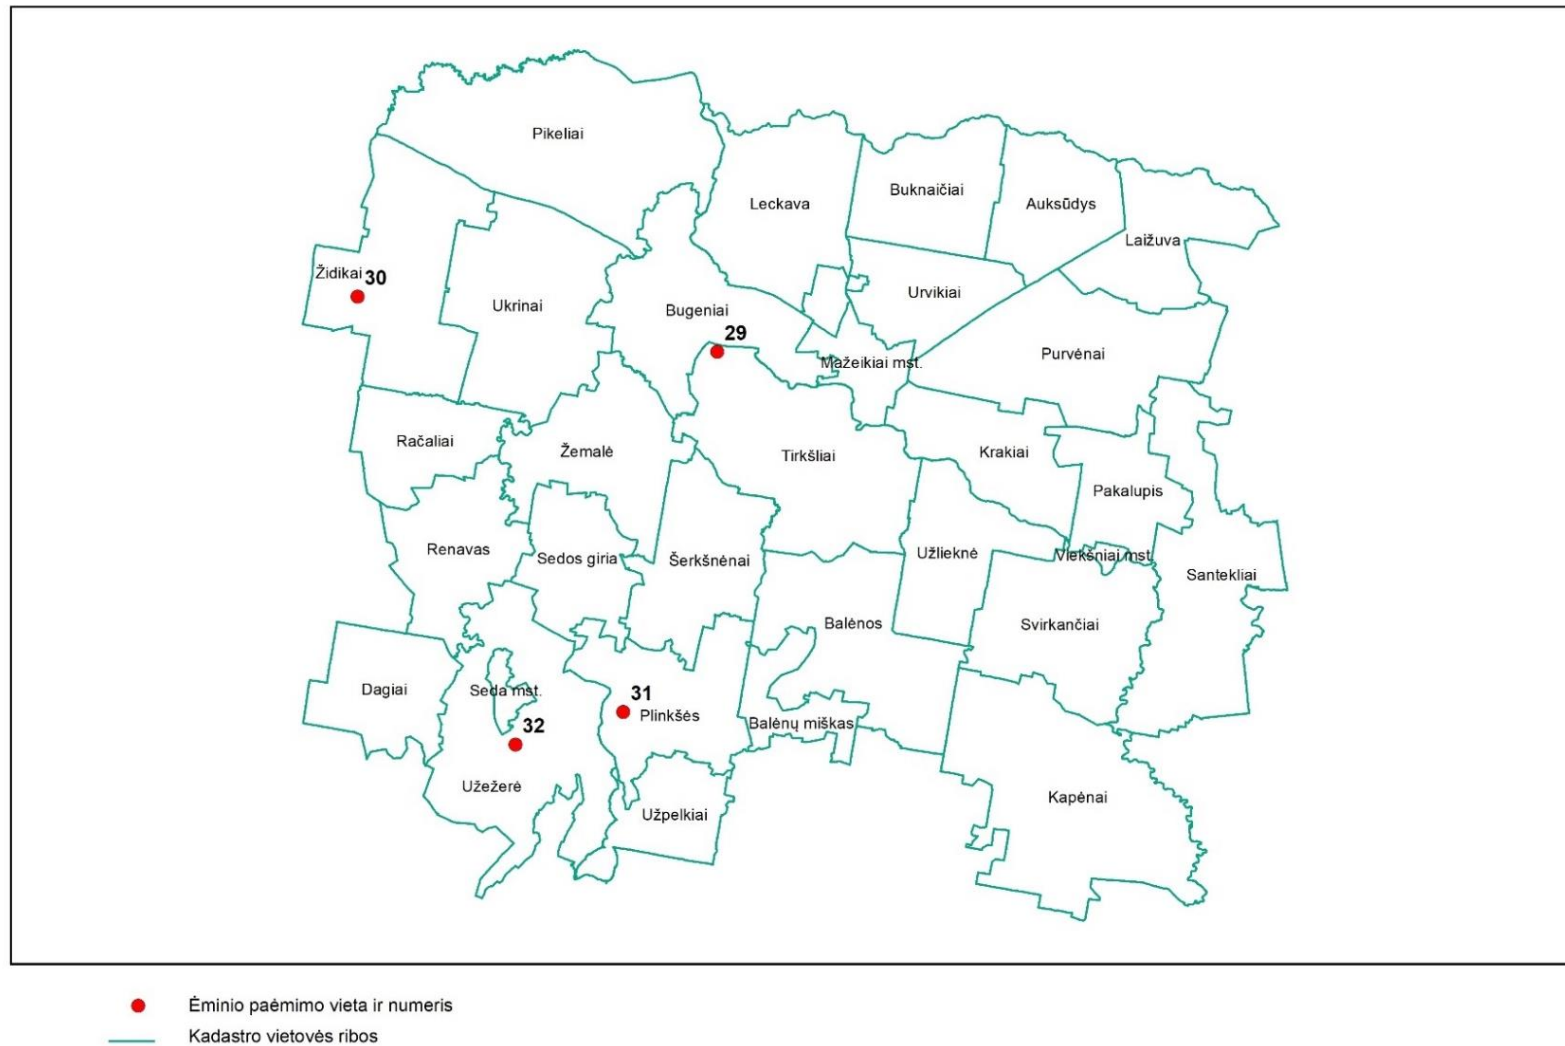 Pikeliai
Leckava
Buknaičiai
Auksūdys
Laižuva
Židikai
30
Ukrinai
Bugeniai
29
Urvikiai
Mažeikiai mst.
Purvėnai
Račaliai
Žemalė
Tirkšliai
Krakiai
Pakalupis
Renavas
Sedos giria
Šerkšnėnai
Užlieknė
Viekšniai mst.
Santekliai
Balėnos
Svirkančiai
Dagiai
Seda mst.
32
31
Plinkšės
Balėnų miškas
Užežerė
Užpelkiai
Kapėnai
Ėminio paėmimo vieta ir numeris
Kadastro vietovės ribos